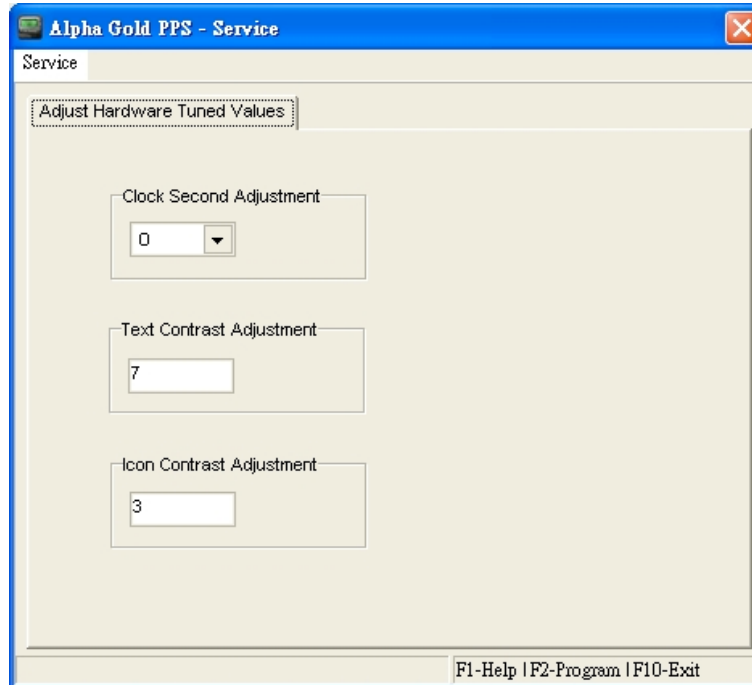 Alpha Gold PPS - Service
Service
Adjust Hardware Tuned Values
Clock Second Adjustment
0
Text Contrast Adjustment
7
Icon Contrast Adjustment
3
F1-Help | F2-Program | F10-Exit